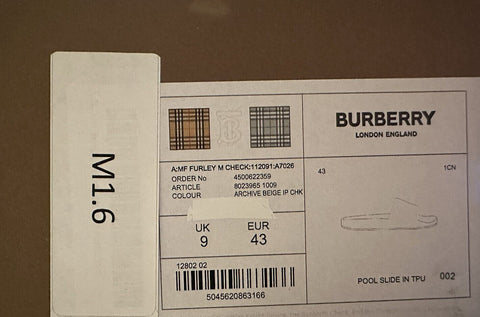 M1.6
A:MF FURLEY M CHECK:112091:A7026
ORDER No 4500622359
ARTICLE 8023965 1009
COLOUR ARCHIVE BEIGE IP CHK
UK EUR
9 43
12802 02
5045620863166
BURBERRY
LONDON ENGLAND
43 1CN
POOL SLIDE IN TPU 002